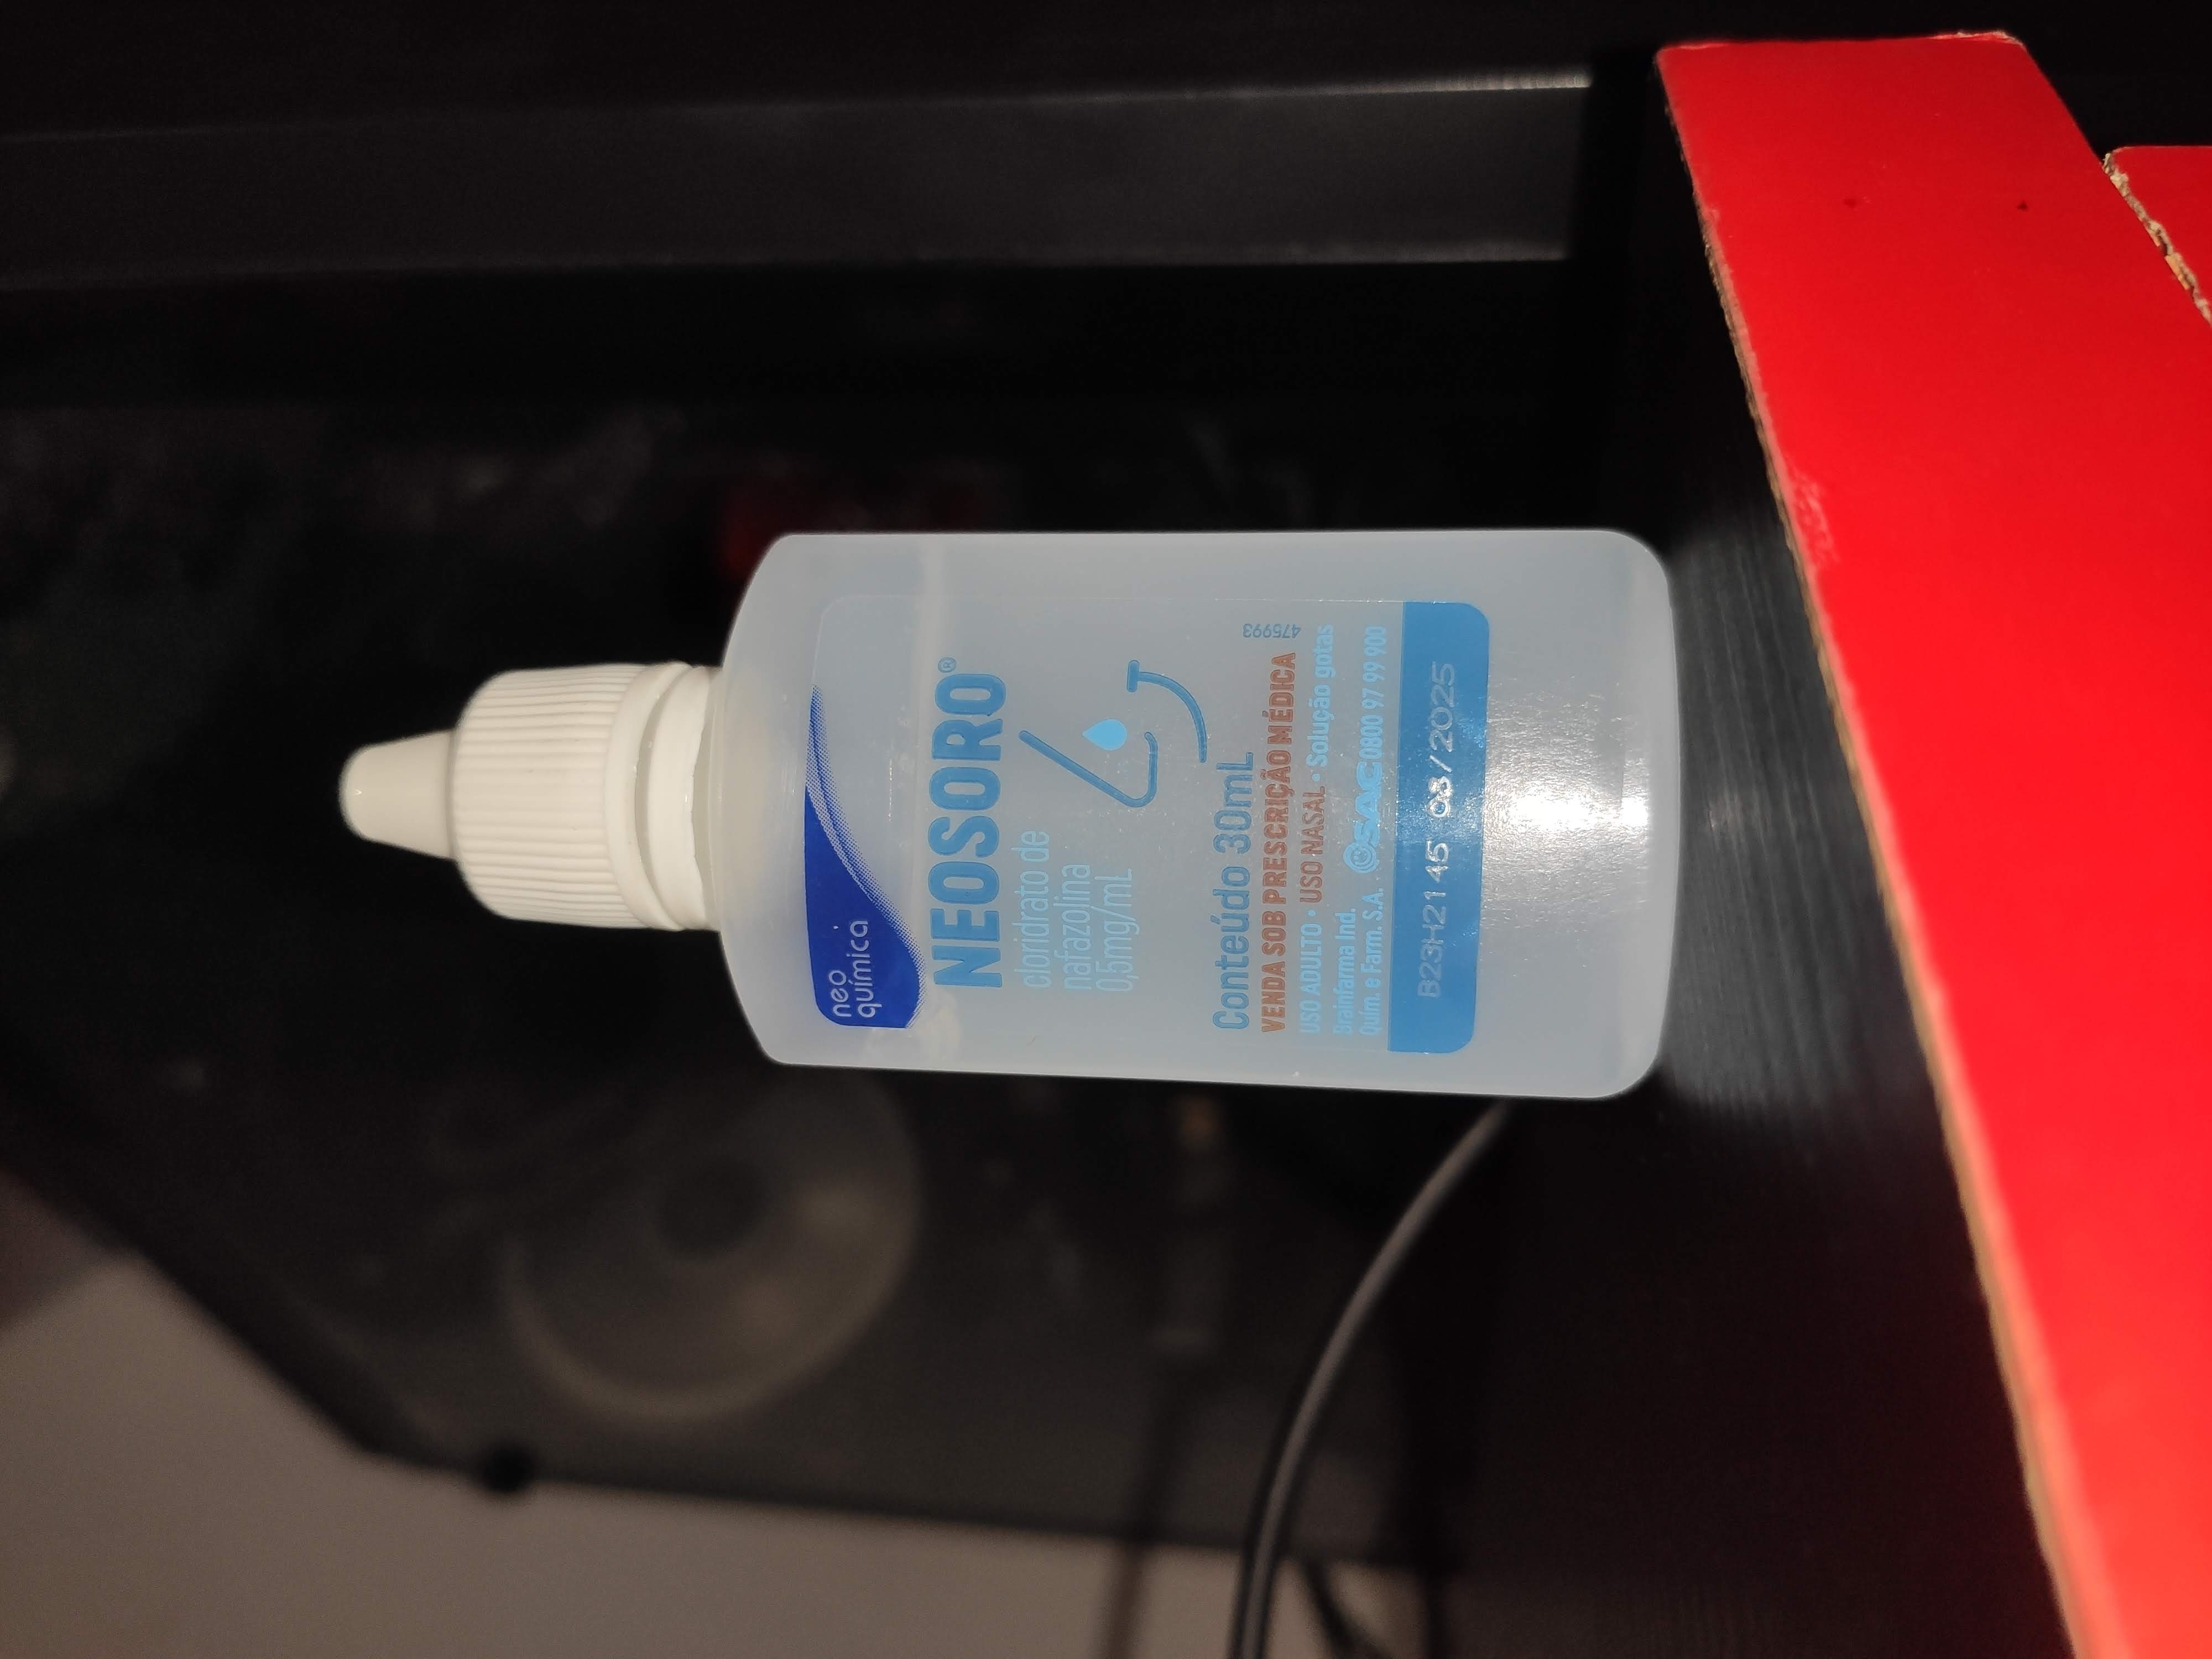 neo
química
NEOSORO®
cloridrato de
nafazolina
0,5mg/mL
Conteúdo 30mL
VENDA SOB PRESCRIÇÃO MÉDICA
USO ADULTO • USO NASAL • Solução gotas
Brainfarma Ind.
Quím. e Farm. S.A.
SAC 0800 97 99 900
475993
B23H2145 08/2025